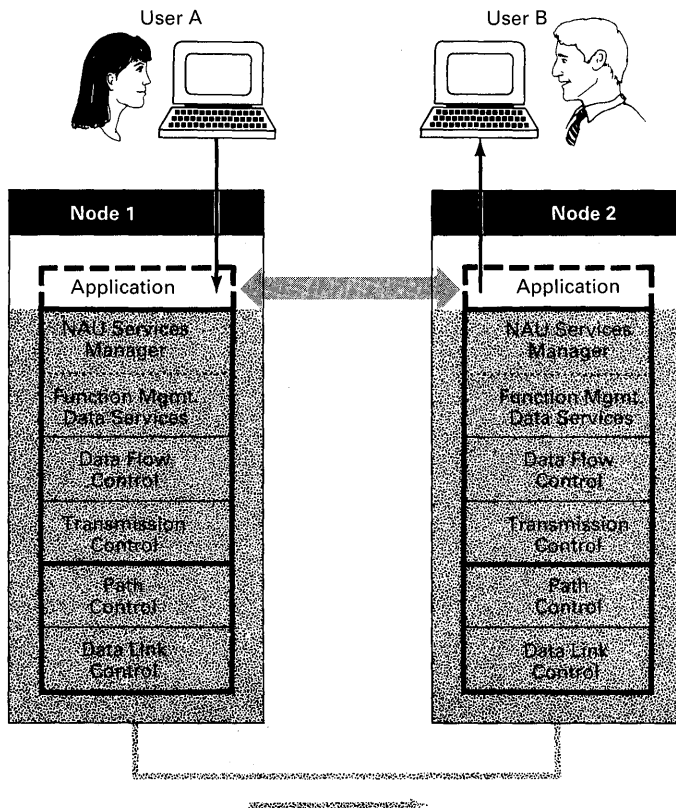 User A
User B
Node 1
Node 2
Application
Application
NAU Services
Manager
NAU Services
Manager
Function Mgmt.
Data Services
Function Mgmt.
Data Services
Data Flow
Control
Data Flow
Control
Transmission
Control
Transmission
Control
Path
Control
Path
Control
Data Link
Control
Data Link
Control